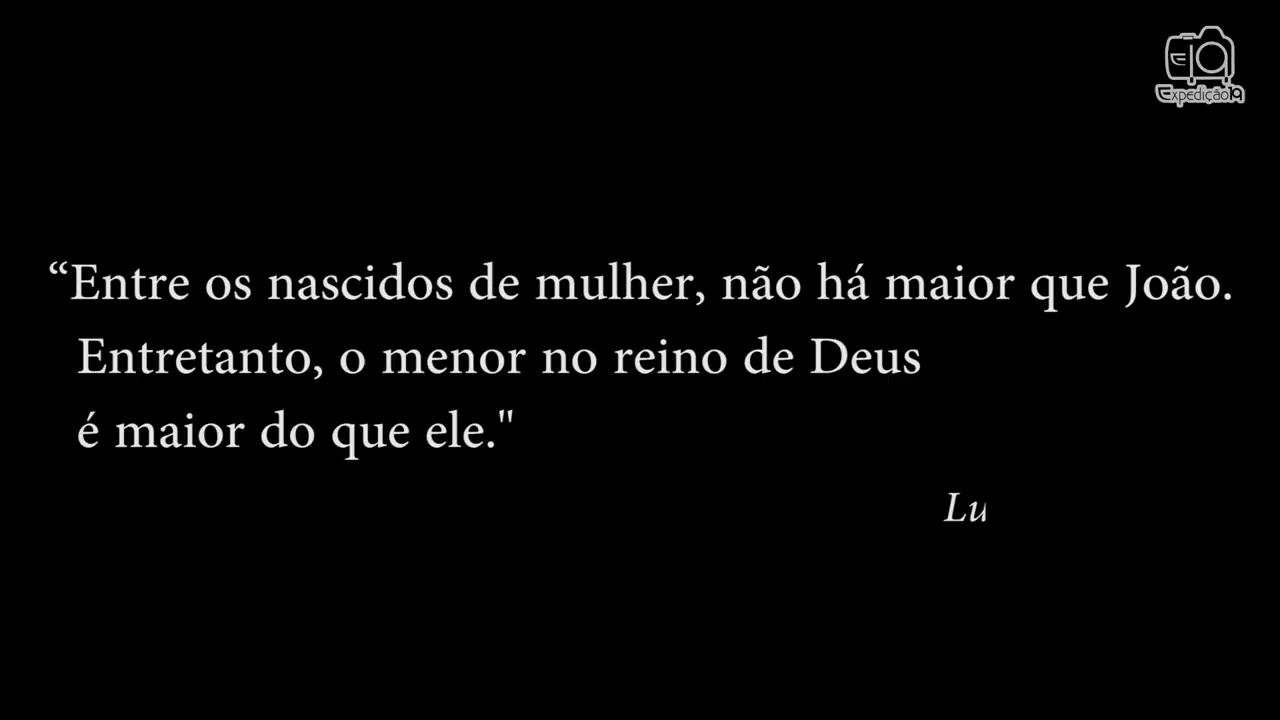 Expedição19
“Entre os nascidos de mulher, não há maior que João.
Entretanto, o menor no reino de Deus
é maior do que ele."
Lu